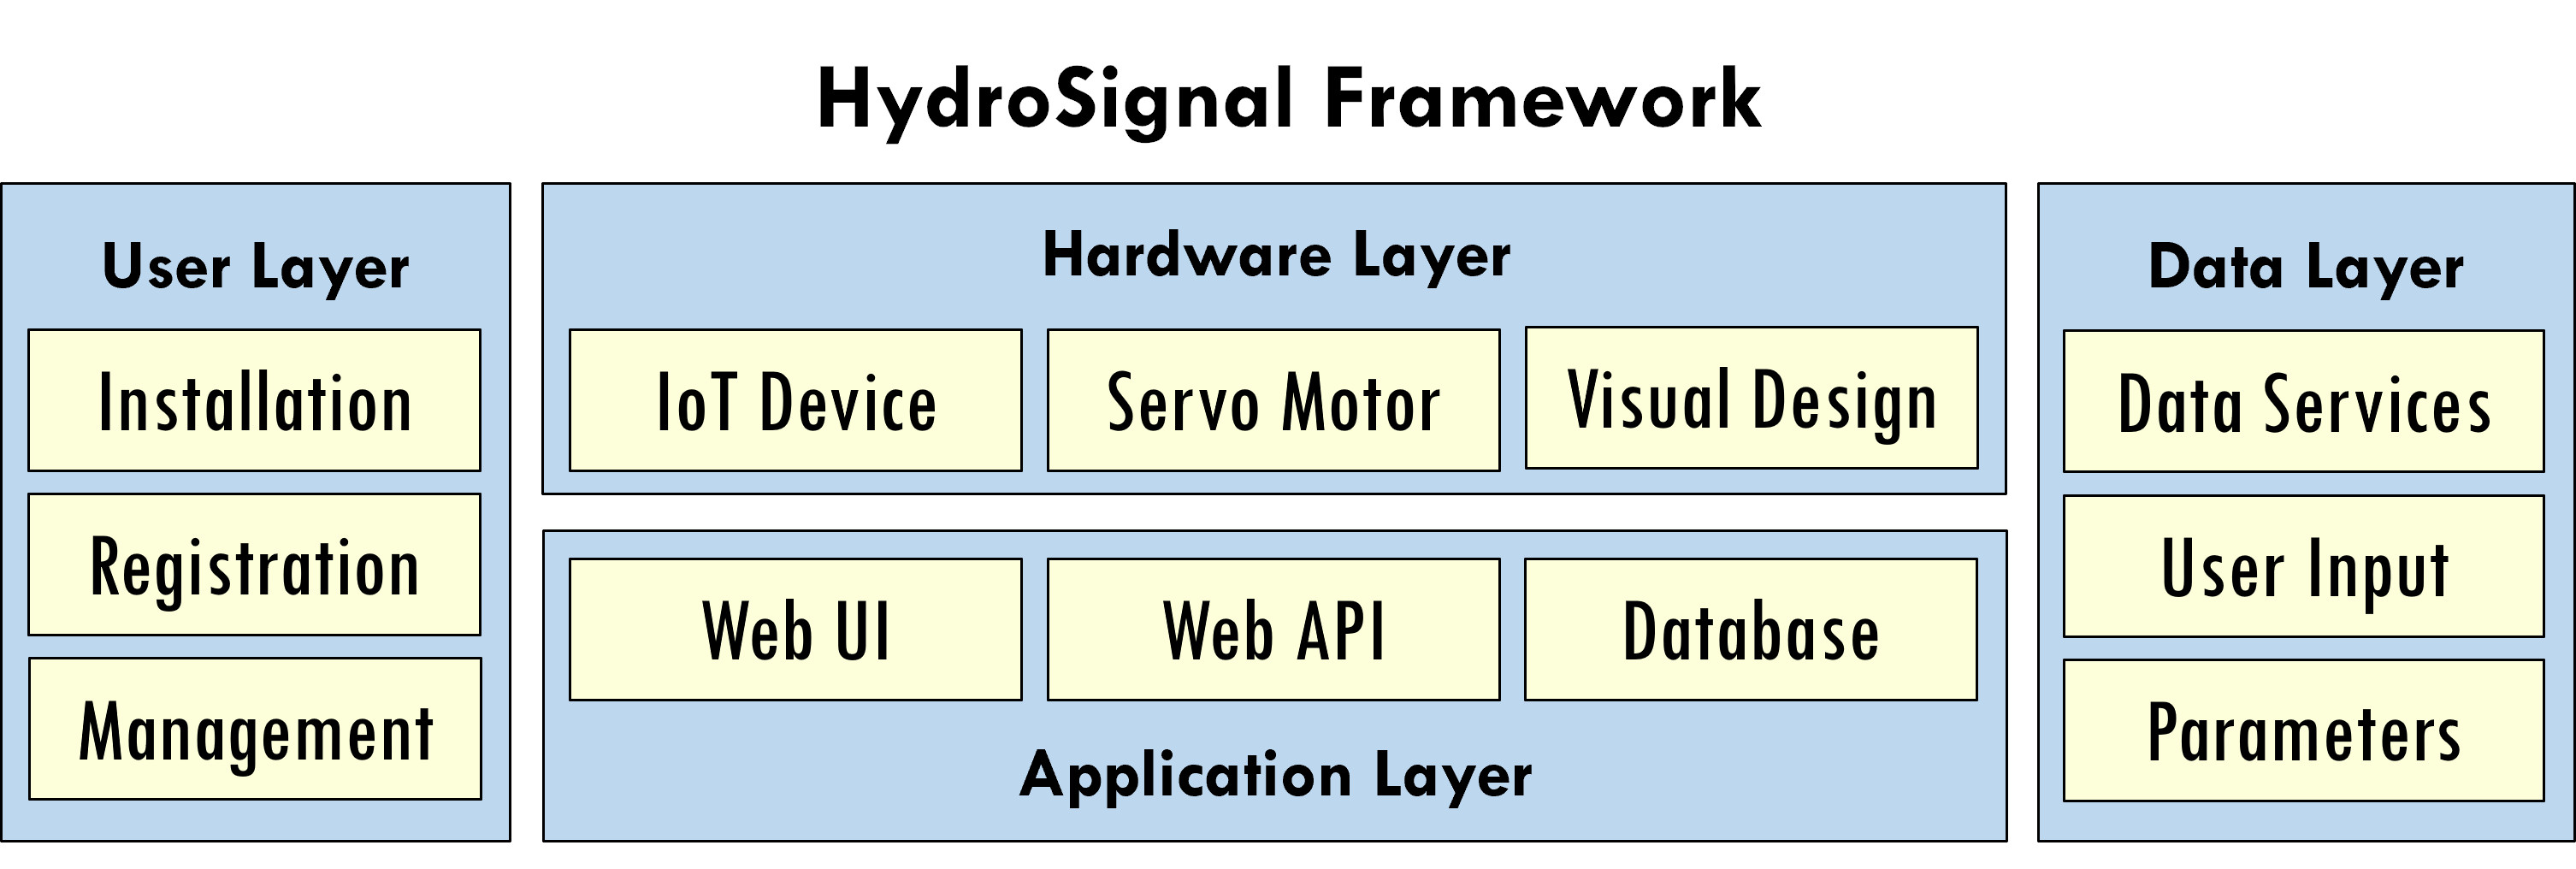 HydroSignal Framework
User Layer
Installation
Registration
Management
Hardware Layer
IoT Device
Servo Motor
Visual Design
Web UI
Web API
Database
Application Layer
Data Layer
Data Services
User Input
Parameters